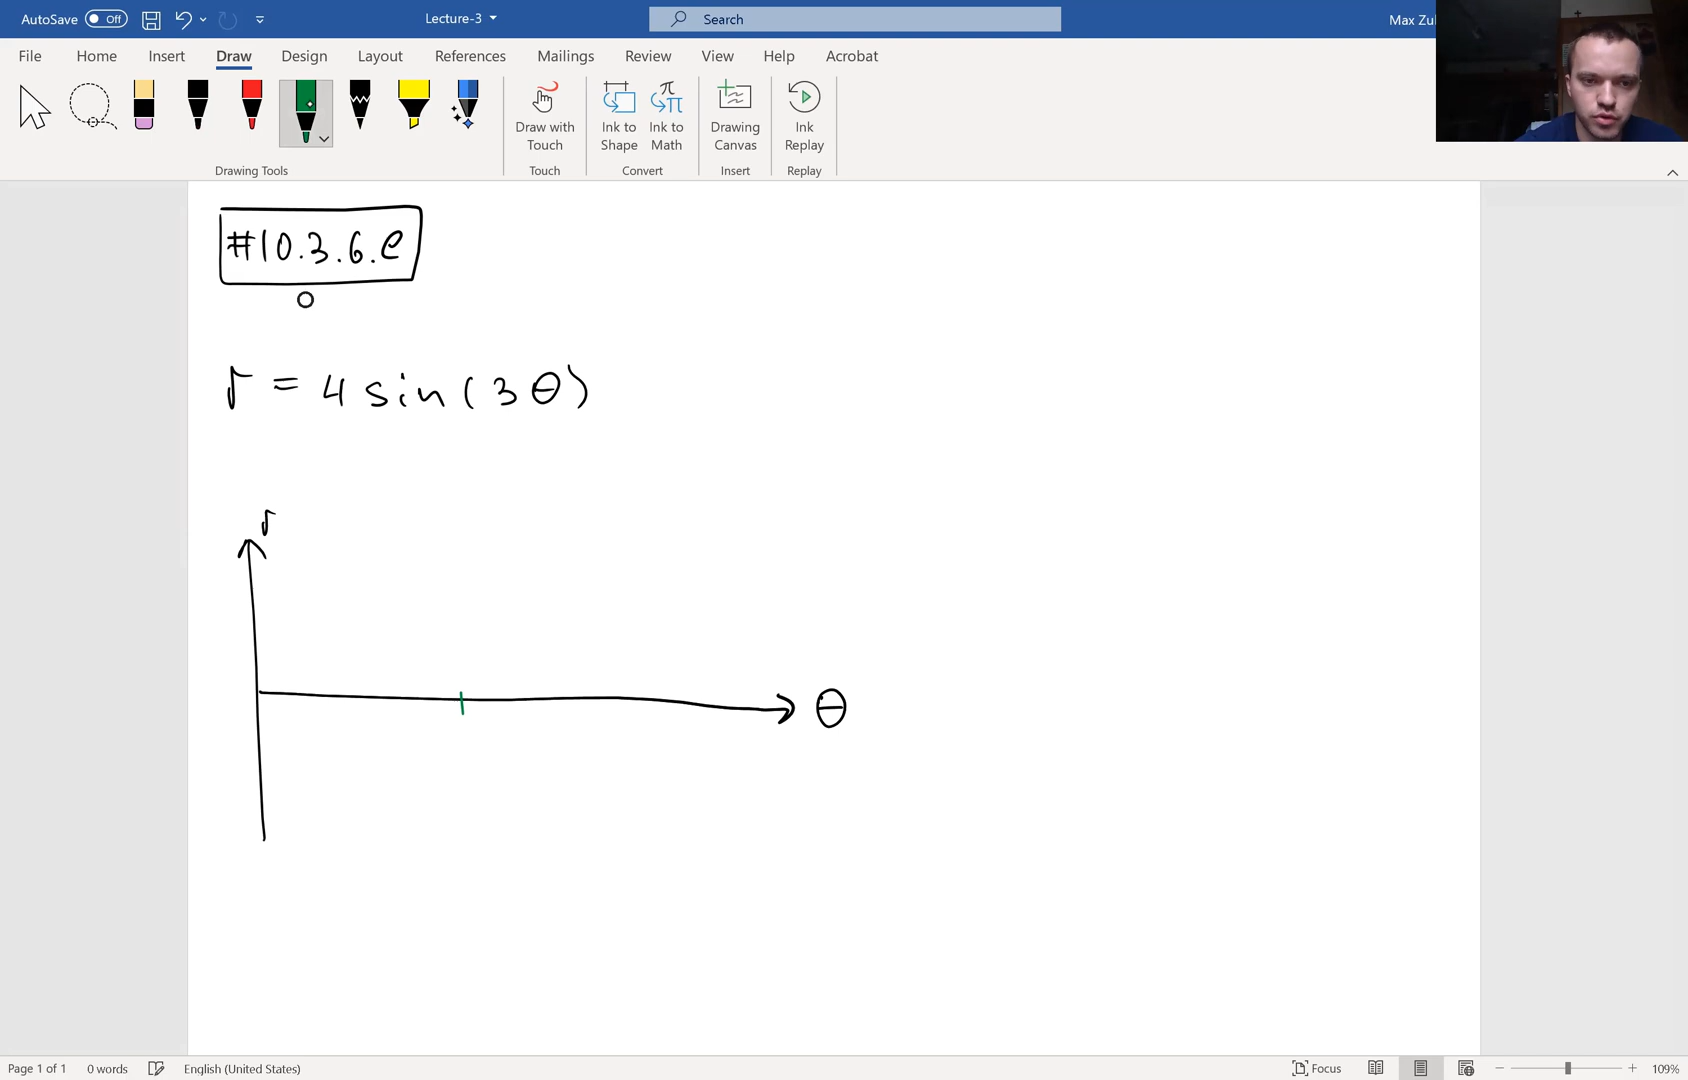 AutoSave Off
Lecture-3
Search
Max Zul
File Home Insert Draw Design Layout References Mailings Review View Help Acrobat
Draw with Touch
Ink to Shape
Ink to Math
Drawing Canvas
Ink Replay
Drawing Tools
Touch
Convert
Insert
Replay
#10.3.6.e
r = 4 sin(3θ)
r
θ
Page 1 of 1 0 words English (United States) Focus 109%